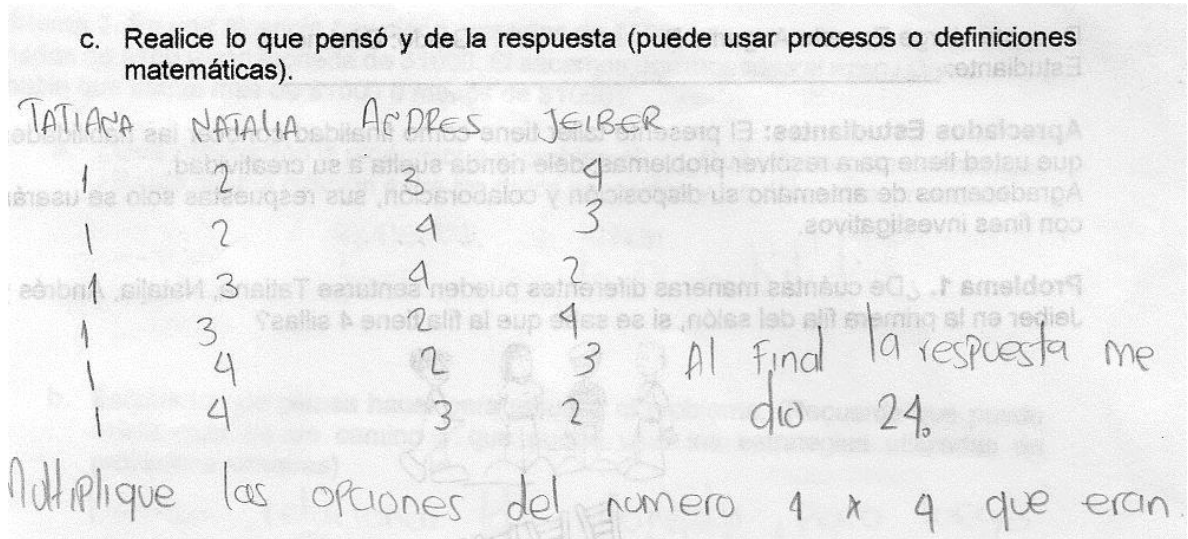 c. Realice lo que pensó y de la respuesta (puede usar procesos o definiciones
matemáticas).
TATIANA NATALIA ANDRES JEIBER
1 2 3 4
1 2 4 3
1 3 4 2
1 3 2 4
1 4 2 3
1 4 3 2
Al Final la respuesta me
dio 24.
Multiplique las opciones del numero 1 x 4 que eran